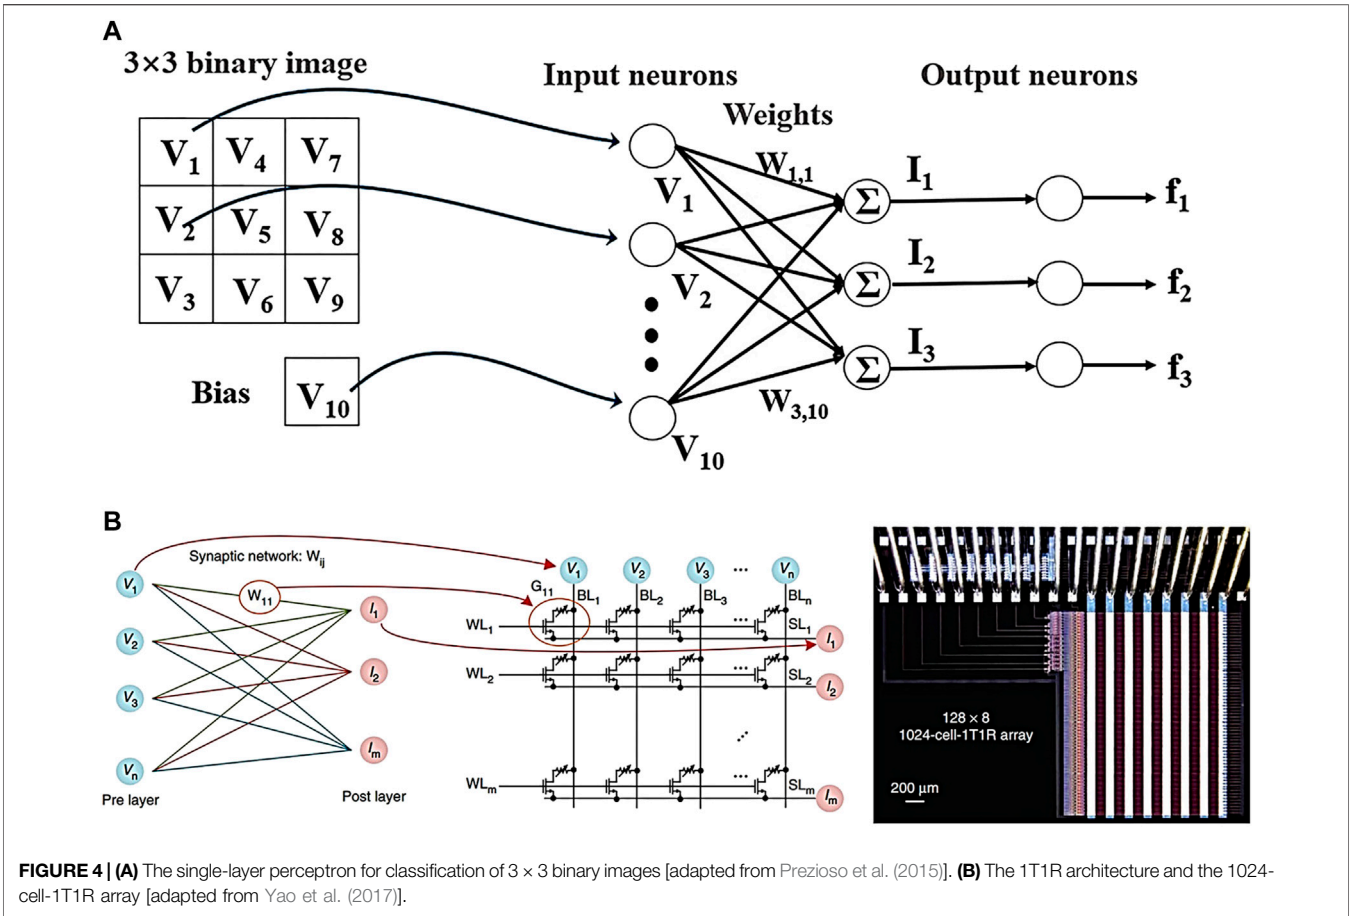 A
3×3 binary image
Input neurons
Output neurons
Weights
V1 V4 V7
V2 V5 V8
V3 V6 V9
Bias
V10
V1
V2
V10
W1,1
W3,10
Σ
Σ
Σ
I1
I2
I3
f1
f2
f3
B
Synaptic network: Wij
V1
V2
V3
Vn
W11
I1
I2
Im
Pre layer
Post layer
V1 V2 V3 ... Vn
G11
BL1 BL2 BL3 BLn
WL1 ... SL1 I1
WL2 ... SL2 I2
WLm ... SLm Im
128 × 8
1024-cell-1T1R array
200 μm
FIGURE 4 | (A) The single-layer perceptron for classification of 3 × 3 binary images [adapted from Prezioso et al. (2015)]. (B) The 1T1R architecture and the 1024-
cell-1T1R array [adapted from Yao et al. (2017)].